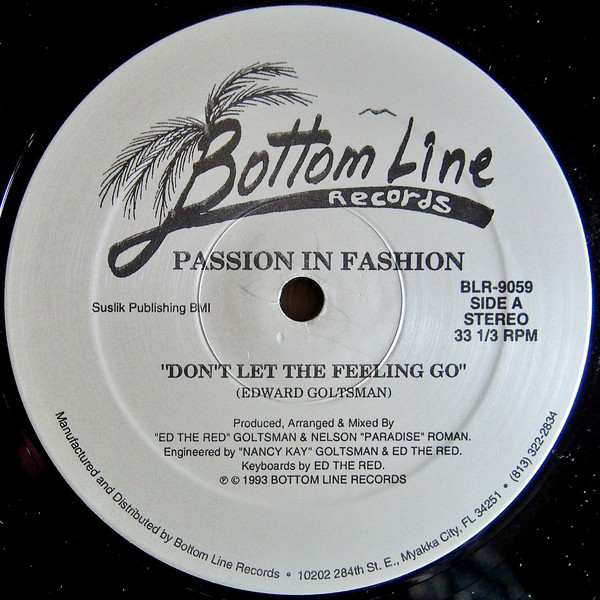 Bottom Line
Records
PASSION IN FASHION
Suslik Publishing BMI
BLR-9059
SIDE A
STEREO
33 1/3 RPM
"DON'T LET THE FEELING GO"
(EDWARD GOLTSMAN)
Produced, Arranged & Mixed By
"ED THE RED" GOLTSMAN & NELSON "PARADISE" ROMAN.
Engineered by "NANCY KAY" GOLTSMAN & ED THE RED.
Keyboards by ED THE RED.
℗ © 1993 BOTTOM LINE RECORDS
Manufactured and Distributed by Bottom Line Records • 10202 284th St. E., Myakka City, FL 34251 • (813) 322-2834